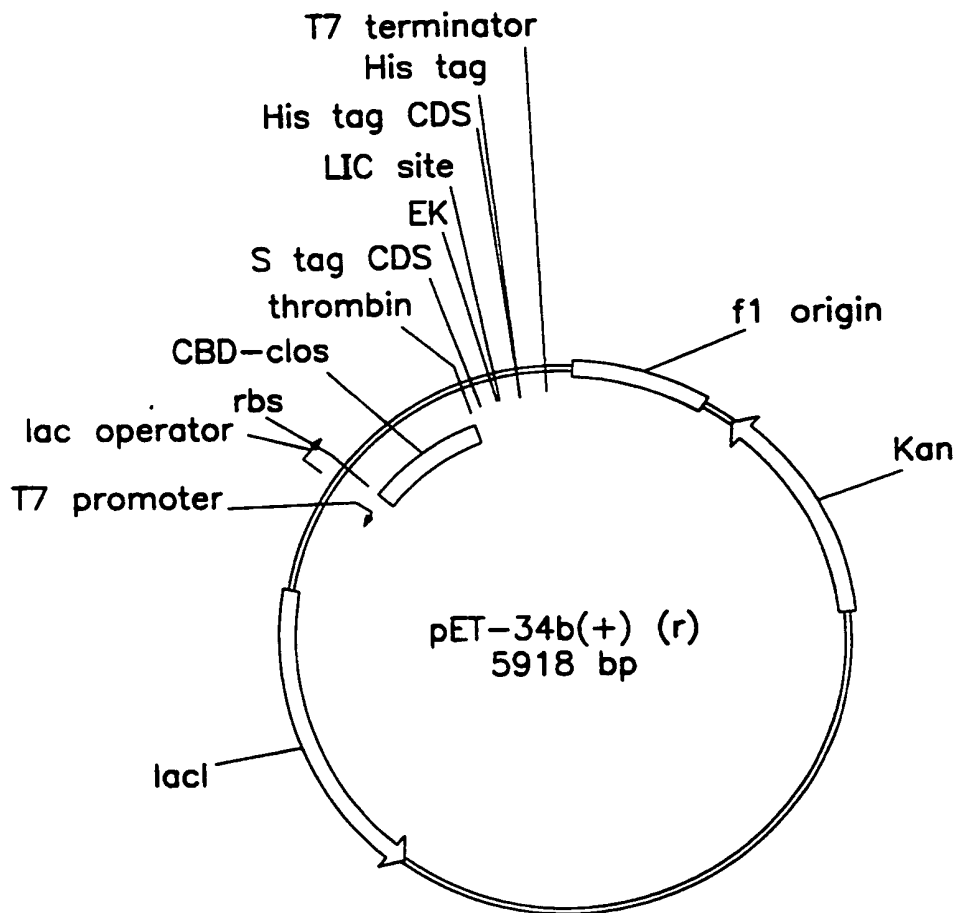 T7 terminator
His tag
His tag CDS
LIC site
EK
S tag CDS
thrombin
CBD-clos
rbs
lac operator
T7 promoter
f1 origin
Kan
pET-34b(+) (r)
5918 bp
lacI